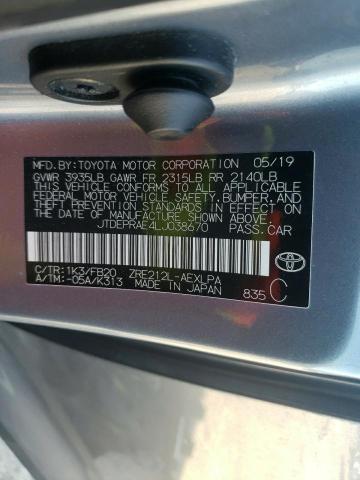 MFD.BY:TOYOTA MOTOR CORPORATION 05/19
GVWR 3935LB GAWR FR 2315LB RR 2140LB
THIS VEHICLE CONFORMS TO ALL APPLICABLE
FEDERAL MOTOR VEHICLE SAFETY,BUMPER,AND
THEFT PREVENTION STANDARDS IN EFFECT ON
THE DATE OF MANUFACTURE SHOWN ABOVE.
JTDEPRAE4LJ038670 PASS.CAR
C/TR:1K3/FB20 ZRE212L-AEXLPA
A/TM:-05A/K313 MADE IN JAPAN 835 C
TOYOTA